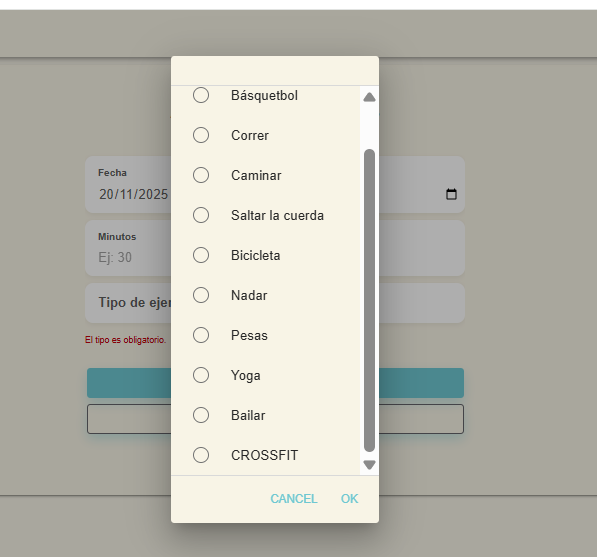 Básquetbol
Correr
Caminar
Saltar la cuerda
Bicicleta
Nadar
Pesas
Yoga
Bailar
CROSSFIT
CANCEL OK
Fecha
20/11/2025
Minutos
Ej: 30
Tipo de ejer
El tipo es obligatorio.